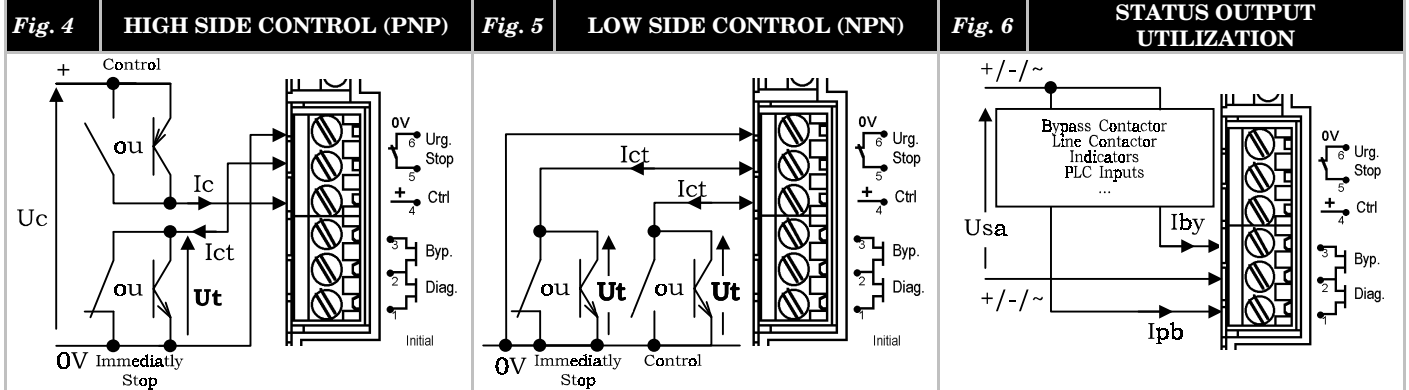 Fig. 4
HIGH SIDE CONTROL (PNP)
+
Control
ou
Ic
Uc
Ict
ou
Ut
0V
Immediatly
Stop
0V
6
Urg.
Stop
5
+
4
Ctrl
3
Byp.
2
Diag.
1
Initial
Fig. 5
LOW SIDE CONTROL (NPN)
Ict
Ict
ou
Ut
ou
Ut
0V
Immediatly
Stop
Control
0V
6
Urg.
Stop
5
+
4
Ctrl
3
Byp.
2
Diag.
1
Initial
Fig. 6
STATUS OUTPUT
UTILIZATION
+/-/~
Bypass Contactor
Line Contactor
Indicators
PLC Inputs
...
Usa
Iby
+/-/~
Ipb
0V
6
Urg.
Stop
5
+
4
Ctrl
3
Byp.
2
Diag.
1